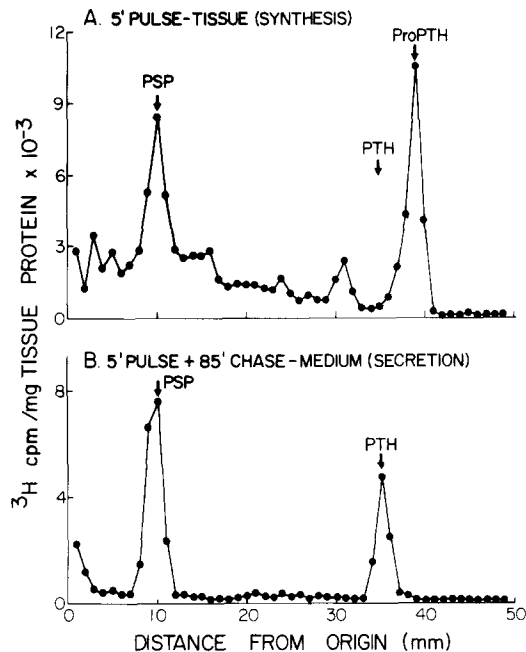 A. 5' PULSE-TISSUE (SYNTHESIS)
ProPTH
PSP
PTH
12
9
6
3
0
B. 5' PULSE + 85' CHASE-MEDIUM (SECRETION)
PSP
PTH
8
4
0
0 10 20 30 40 50
DISTANCE FROM ORIGIN (mm)
³H cpm/mg TISSUE PROTEIN x 10⁻³